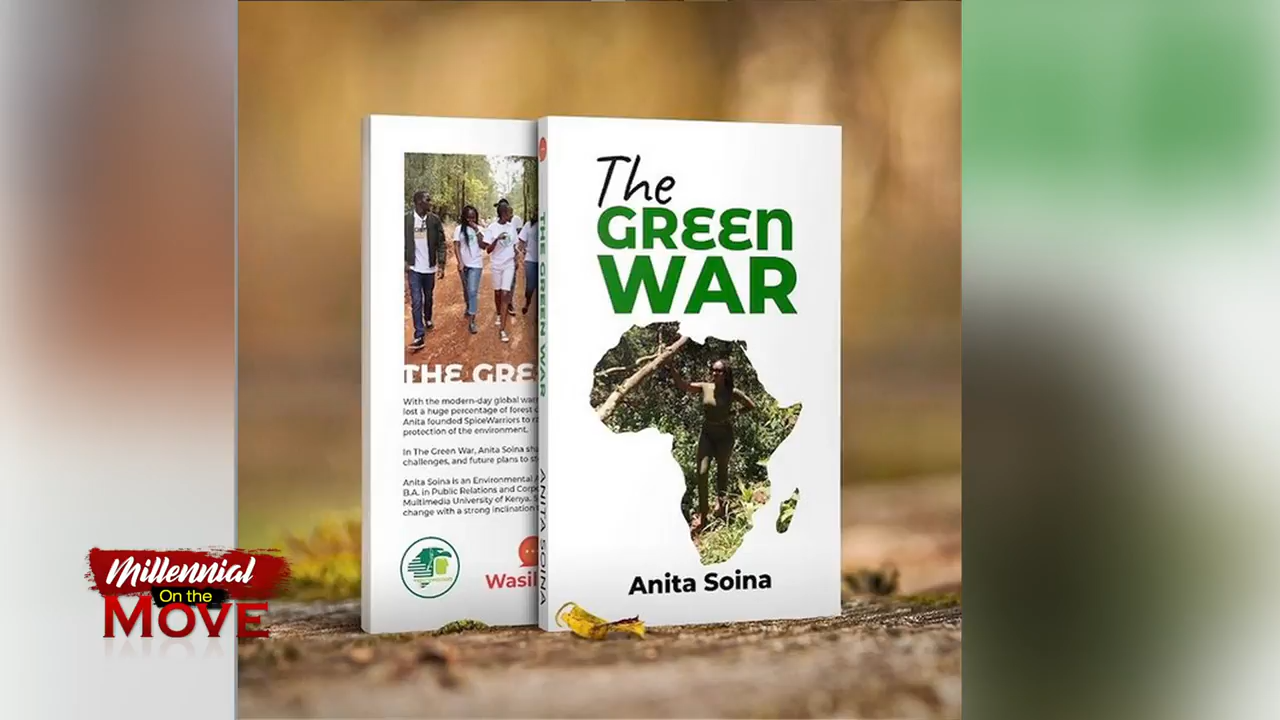 The
GREEN
WAR
Anita Soina
THE GREEN WAR
ANITA SOINA
THE GRE
With the modern-day global war
lost a huge percentage of forest
Anita founded SpiceWarriors to
protection of the environment.
In The Green War, Anita Soina
challenges, and future plans to
Anita Soina is an Environmental
B.A. in Public Relations and
Multimedia University of Kenya.
change with a strong inclination
Wasil
Millennial
On the
MOVE